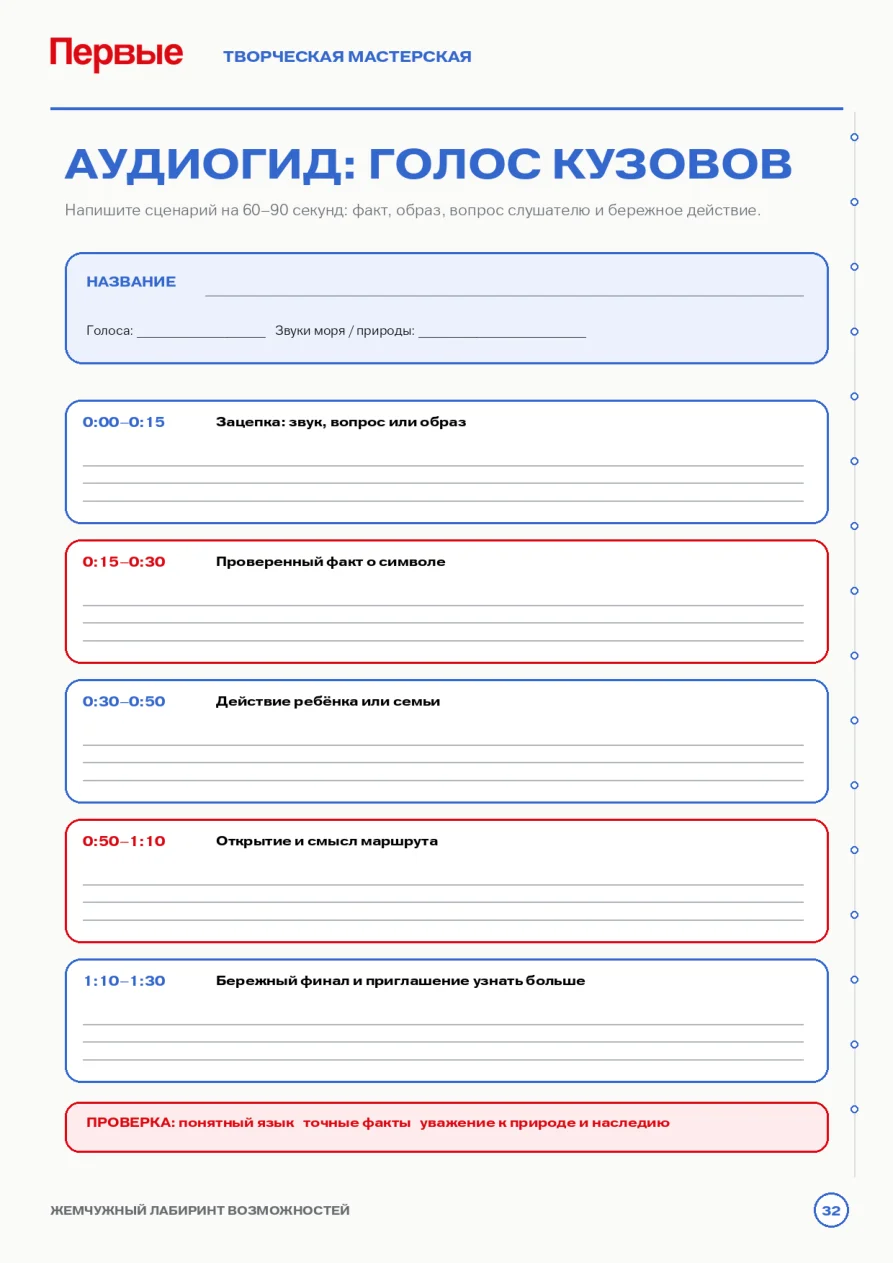 Первые
ТВОРЧЕСКАЯ МАСТЕРСКАЯ
АУДИОГИД: ГОЛОС КУЗОВОВ
Напишите сценарий на 60–90 секунд: факт, образ, вопрос слушателю и бережное действие.
НАЗВАНИЕ
Голоса: ____________________ Звуки моря / природы: __________________________
0:00–0:15 Зацепка: звук, вопрос или образ
0:15–0:30 Проверенный факт о символе
0:30–0:50 Действие ребёнка или семьи
0:50–1:10 Открытие и смысл маршрута
1:10–1:30 Бережный финал и приглашение узнать больше
ПРОВЕРКА: понятный язык точные факты уважение к природе и наследию
ЖЕМЧУЖНЫЙ ЛАБИРИНТ ВОЗМОЖНОСТЕЙ
32